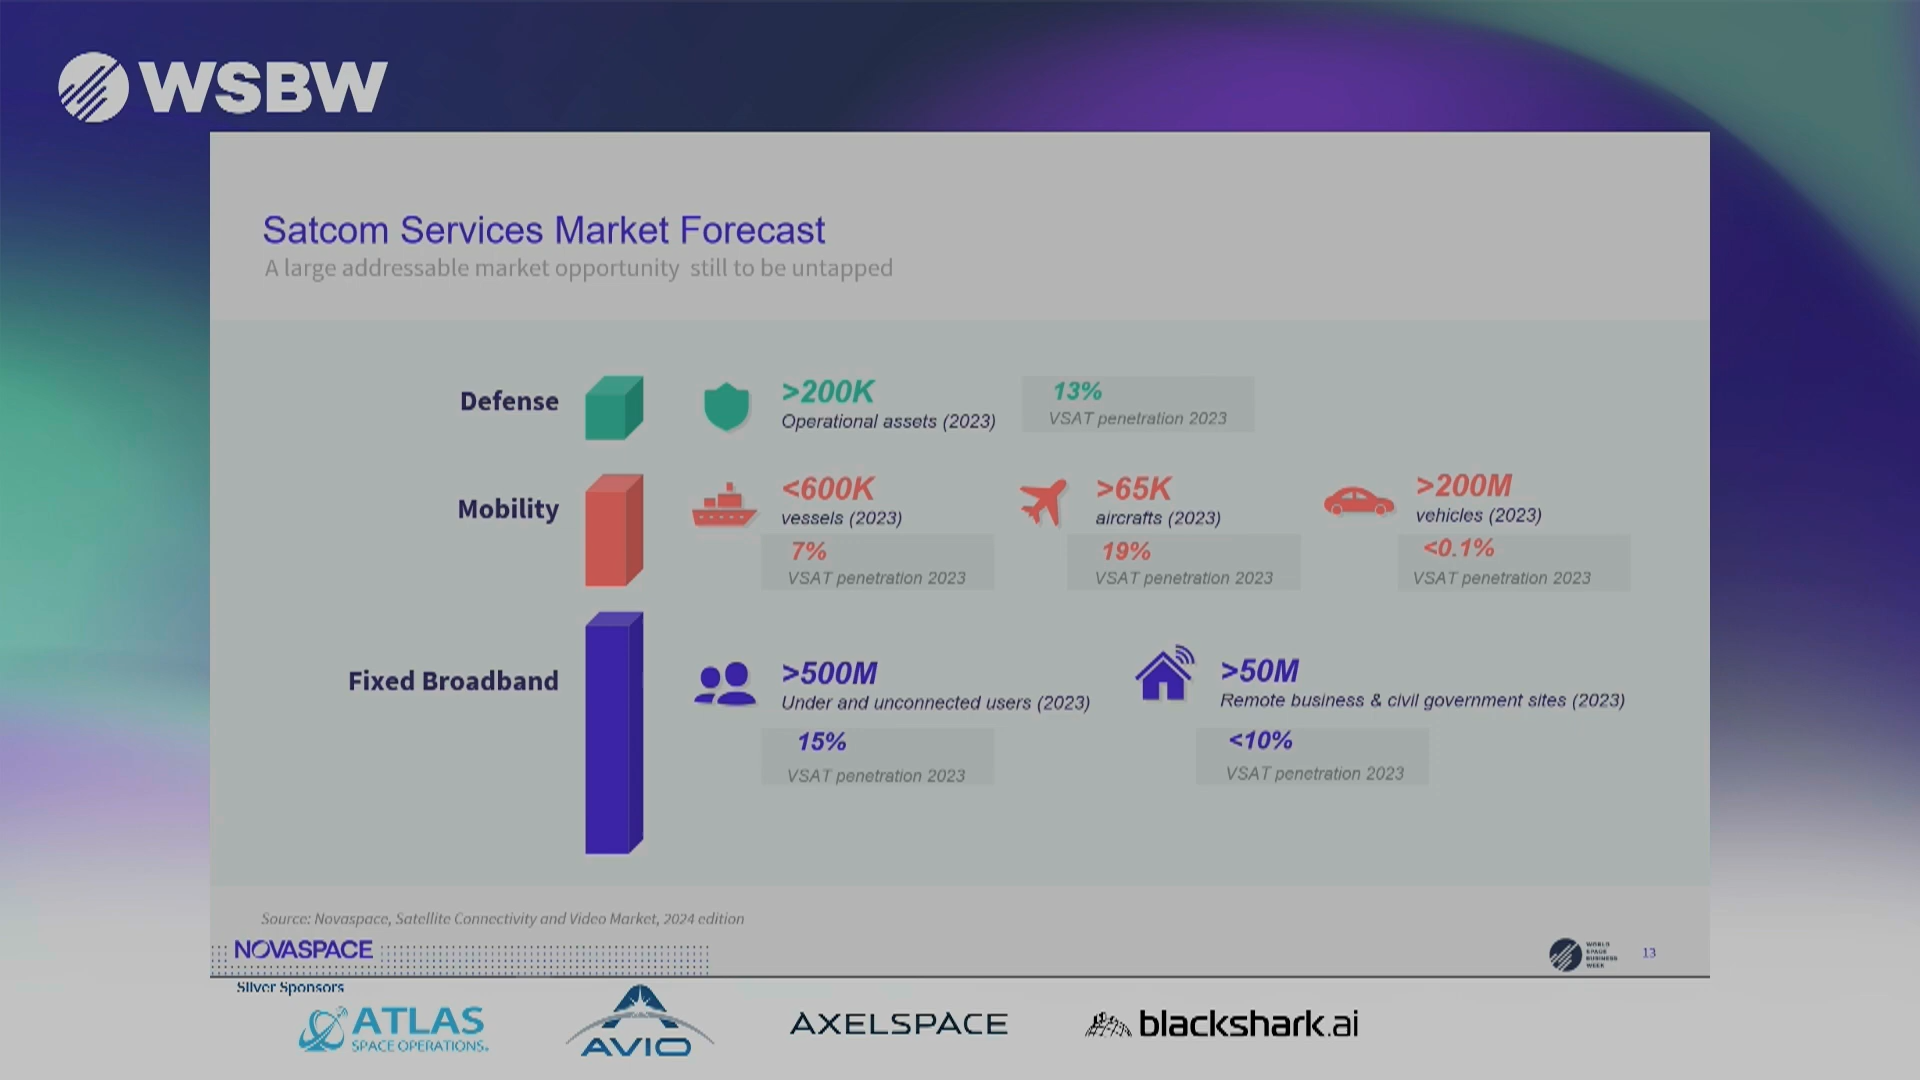 WSBW
Satcom Services Market Forecast
A large addressable market opportunity still to be untapped
Defense
>200K
Operational assets (2023)
13%
VSAT penetration 2023
Mobility
<600K
vessels (2023)
7%
VSAT penetration 2023
>65K
aircrafts (2023)
19%
VSAT penetration 2023
>200M
vehicles (2023)
<0.1%
VSAT penetration 2023
Fixed Broadband
>500M
Under and unconnected users (2023)
15%
VSAT penetration 2023
>50M
Remote business & civil government sites (2023)
<10%
VSAT penetration 2023
Source: Novaspace, Satellite Connectivity and Video Market, 2024 edition
NOVASPACE
WORLD
SPACE
BUSINESS
WEEK
13
Silver Sponsors
ATLAS
SPACE OPERATIONS.
AVIO
AXELSPACE
blackshark.ai